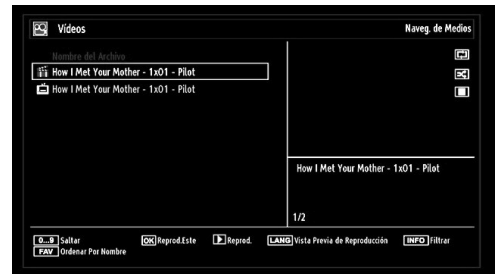 Vídeos
Naveg. de Medios
Nombre del Archivo
How I Met Your Mother - 1x01 - Pilot
How I Met Your Mother - 1x01 - Pilot
How I Met Your Mother - 1x01 - Pilot
1/2
0...9 Saltar OK Reprod.Este Reprod. LANG Vista Previa de Reproducción INFO Filtrar
FAV Ordenar Por Nombre